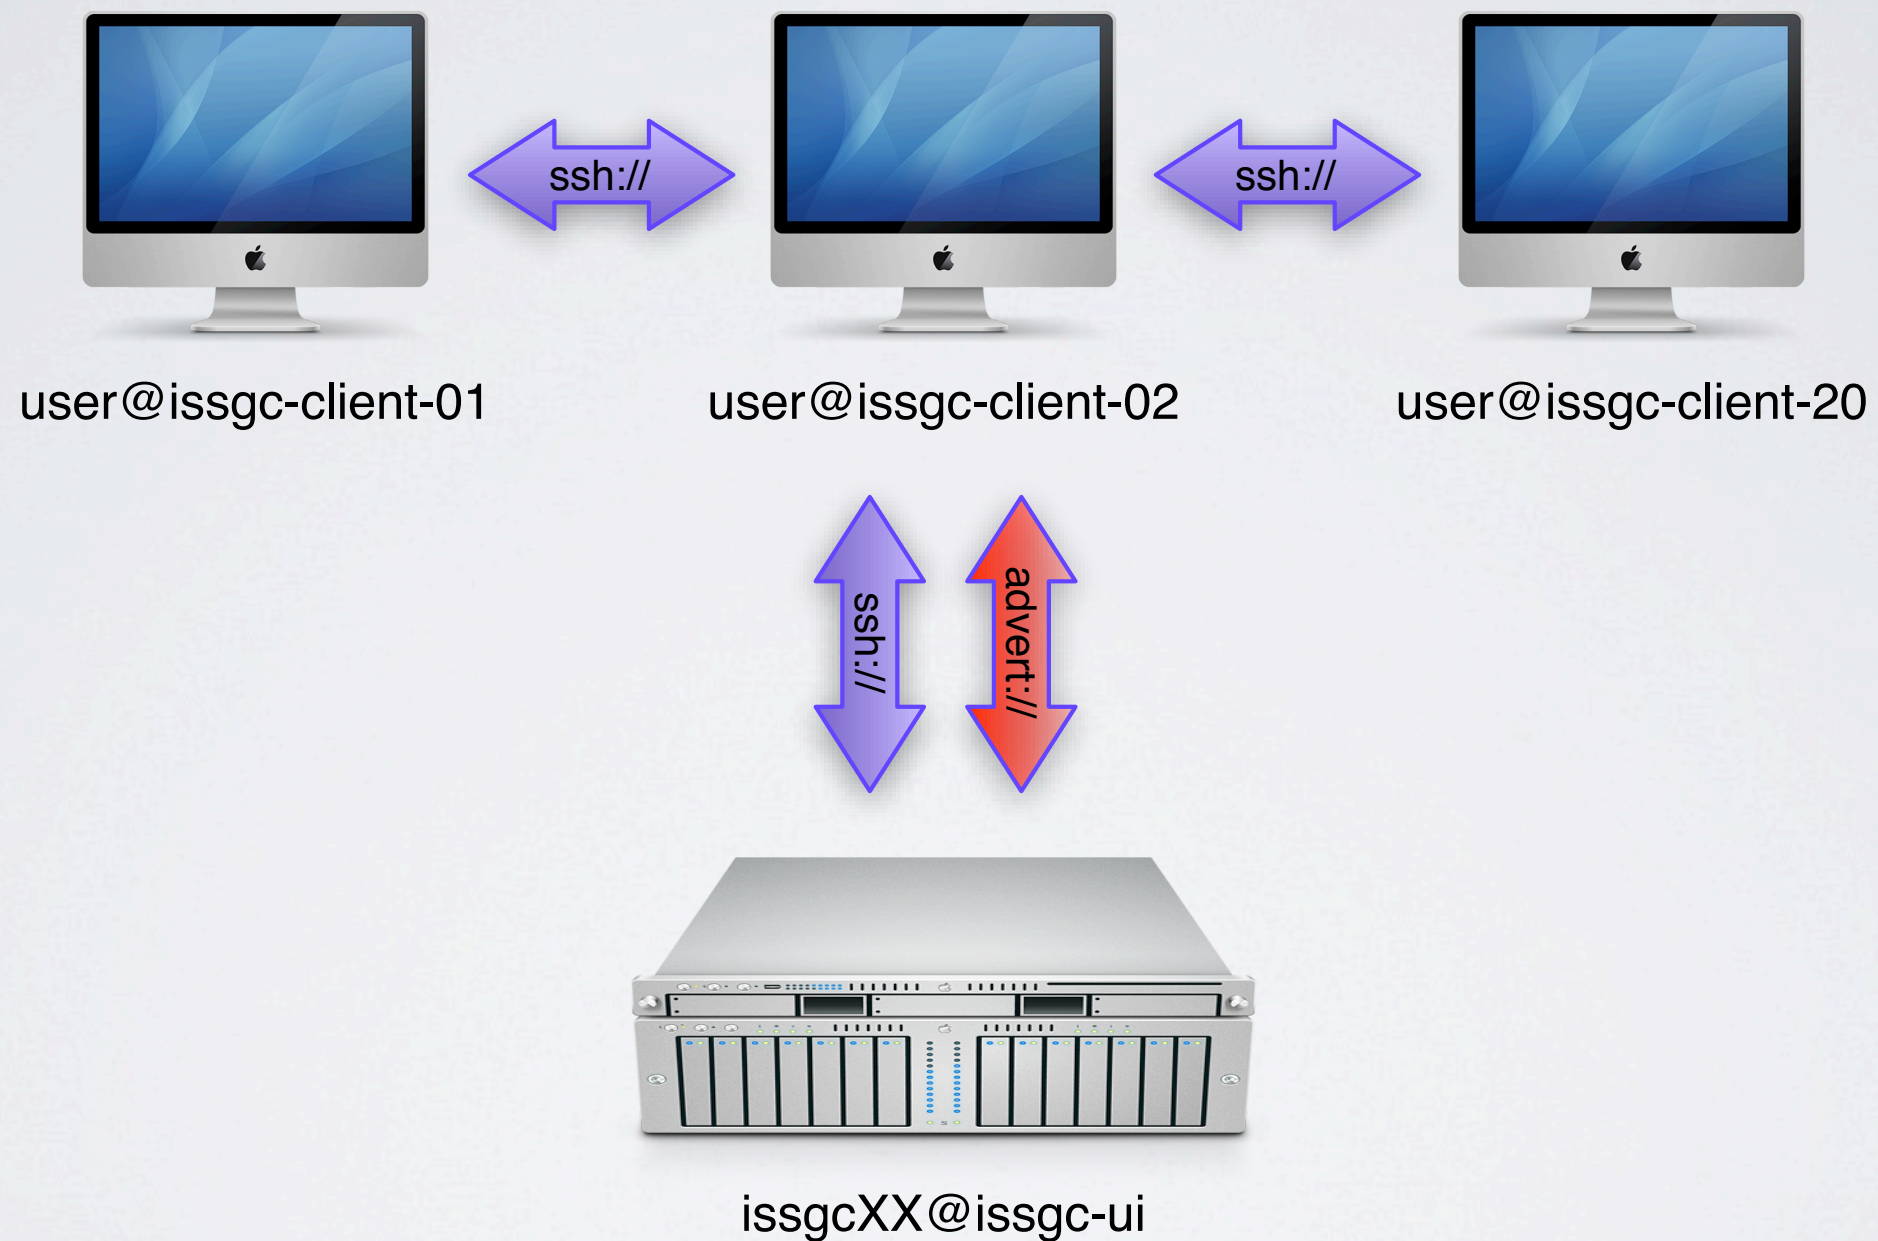 ssh://
ssh://
user@issgc-client-01
user@issgc-client-02
user@issgc-client-20
ssh://
advert://
issgcXX@issgc-ui